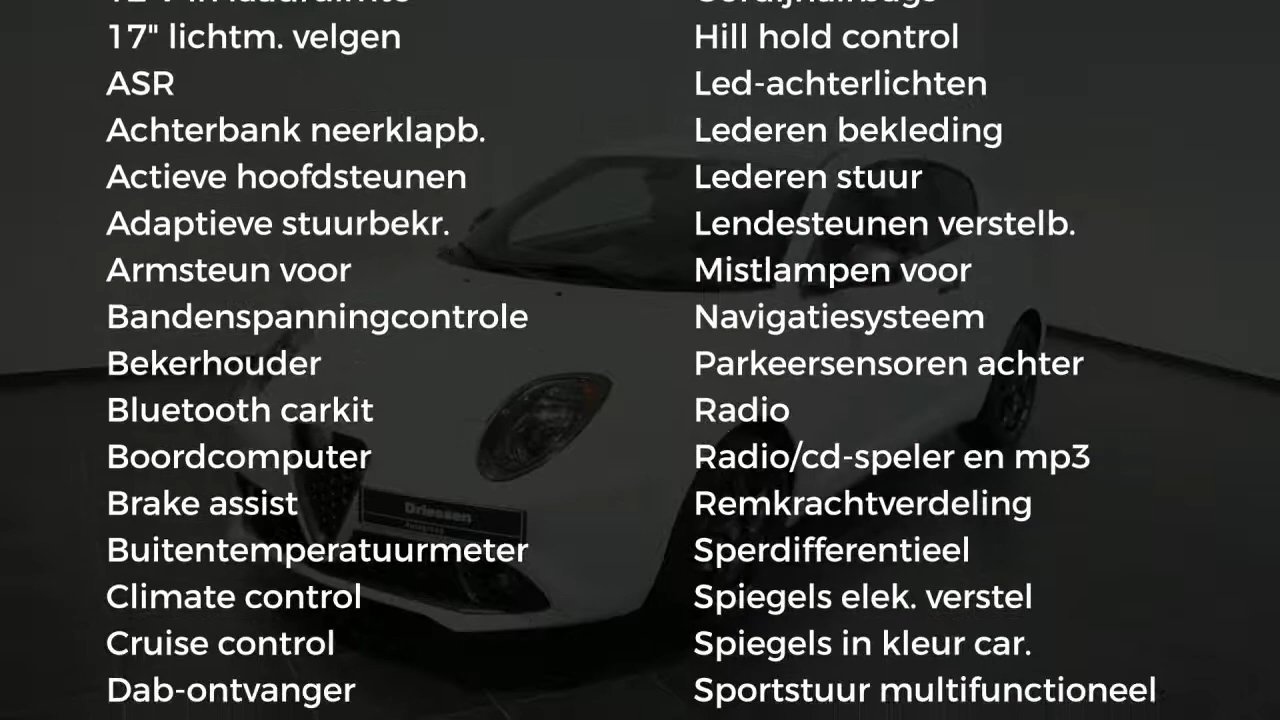 17" lichtm. velgen
ASR
Achterbank neerklapb.
Actieve hoofdsteunen
Adaptieve stuurbekr.
Armsteun voor
Bandenspanningcontrole
Bekerhouder
Bluetooth carkit
Boordcomputer
Brake assist
Buitentemperatuurmeter
Climate control
Cruise control
Dab-ontvanger
Hill hold control
Led-achterlichten
Lederen bekleding
Lederen stuur
Lendesteunen verstelb.
Mistlampen voor
Navigatiesysteem
Parkeersensoren achter
Radio
Radio/cd-speler en mp3
Remkrachtverdeling
Sperdifferentieel
Spiegels elek. verstel
Spiegels in kleur car.
Sportstuur multifunctioneel
Driessen